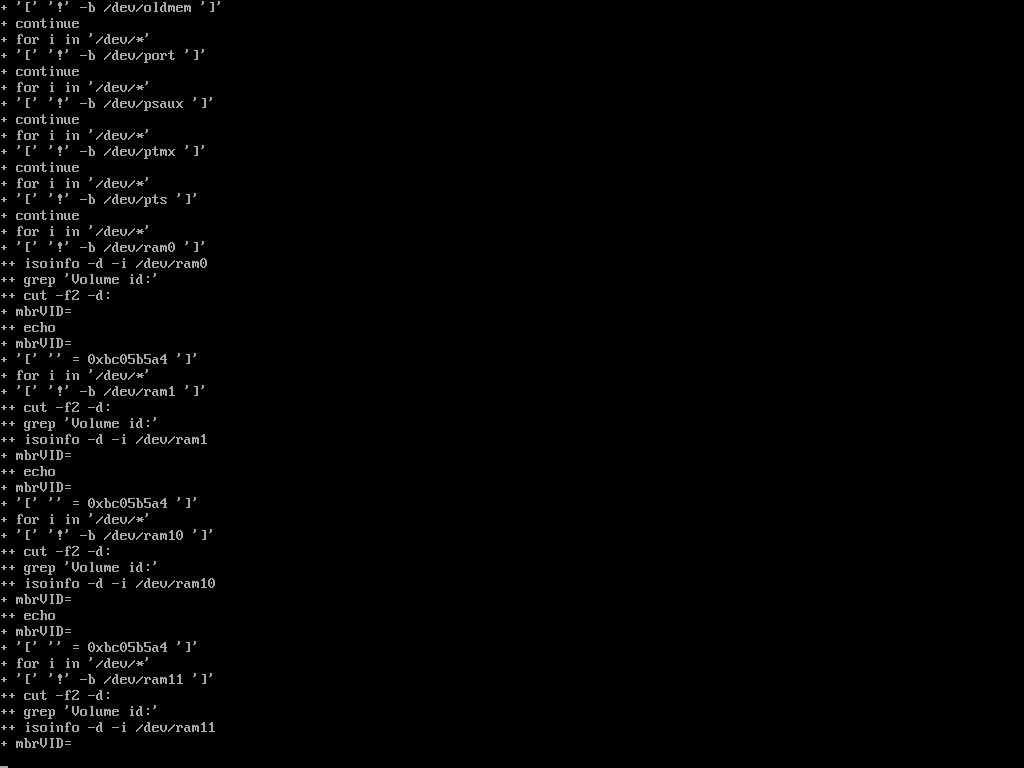 + '[' '!' -b /dev/oldmem ']'
+ continue
+ for i in '/dev/*'
+ '[' '!' -b /dev/port ']'
+ continue
+ for i in '/dev/*'
+ '[' '!' -b /dev/psaux ']'
+ continue
+ for i in '/dev/*'
+ '[' '!' -b /dev/ptmx ']'
+ continue
+ for i in '/dev/*'
+ '[' '!' -b /dev/pts ']'
+ continue
+ for i in '/dev/*'
+ '[' '!' -b /dev/ram0 ']'
++ isoinfo -d -i /dev/ram0
++ grep 'Volume id:'
++ cut -f2 -d:
+ mbrVID=
++ echo
+ mbrVID=
+ '[' '' = 0xbc05b5a4 ']'
+ for i in '/dev/*'
+ '[' '!' -b /dev/ram1 ']'
++ cut -f2 -d:
++ grep 'Volume id:'
++ isoinfo -d -i /dev/ram1
+ mbrVID=
++ echo
+ mbrVID=
+ '[' '' = 0xbc05b5a4 ']'
+ for i in '/dev/*'
+ '[' '!' -b /dev/ram10 ']'
++ cut -f2 -d:
++ grep 'Volume id:'
++ isoinfo -d -i /dev/ram10
+ mbrVID=
++ echo
+ mbrVID=
+ '[' '' = 0xbc05b5a4 ']'
+ for i in '/dev/*'
+ '[' '!' -b /dev/ram11 ']'
++ cut -f2 -d:
++ grep 'Volume id:'
++ isoinfo -d -i /dev/ram11
+ mbrVID=